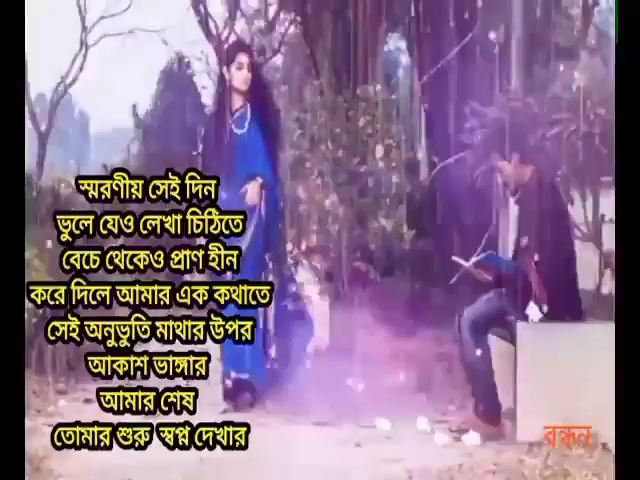 স্মরণীয় সেই দিন
ভুলে যেও লেখা চিঠিতে
বেচে থেকেও প্রাণ হীন
করে দিলে আমার এক কথাতে
সেই অনুভুতি মাথার উপর
আকাশ ভাঙ্গার
আমার শেষ
তোমার শুরু স্বপ্ন দেখার
বন্ধন